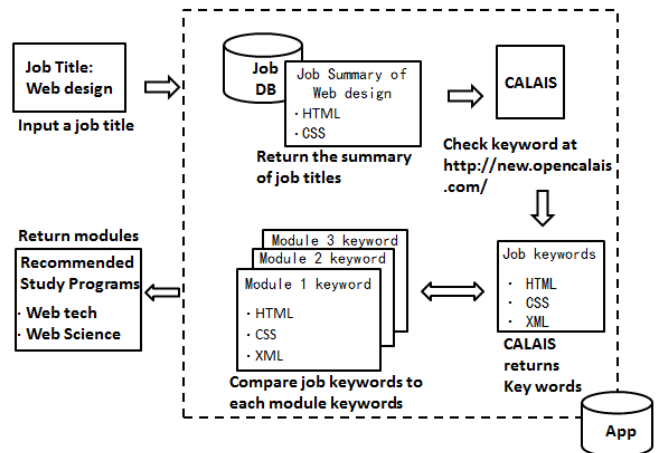 Job Title:
Web design
Input a job title
Job
DB
Job Summary of
Web design
· HTML
· CSS
Return the summary
of job titles
CALAIS
Check keyword at
http://new.opencalais
.com/
Job keywords
· HTML
· CSS
· XML
CALAIS
returns
Key words
Module 3 keyword
Module 2 keyword
Module 1 keyword
· HTML
· CSS
· XML
Compare job keywords to
each module keywords
Return modules
Recommended
Study Programs
· Web tech
· Web Science
App